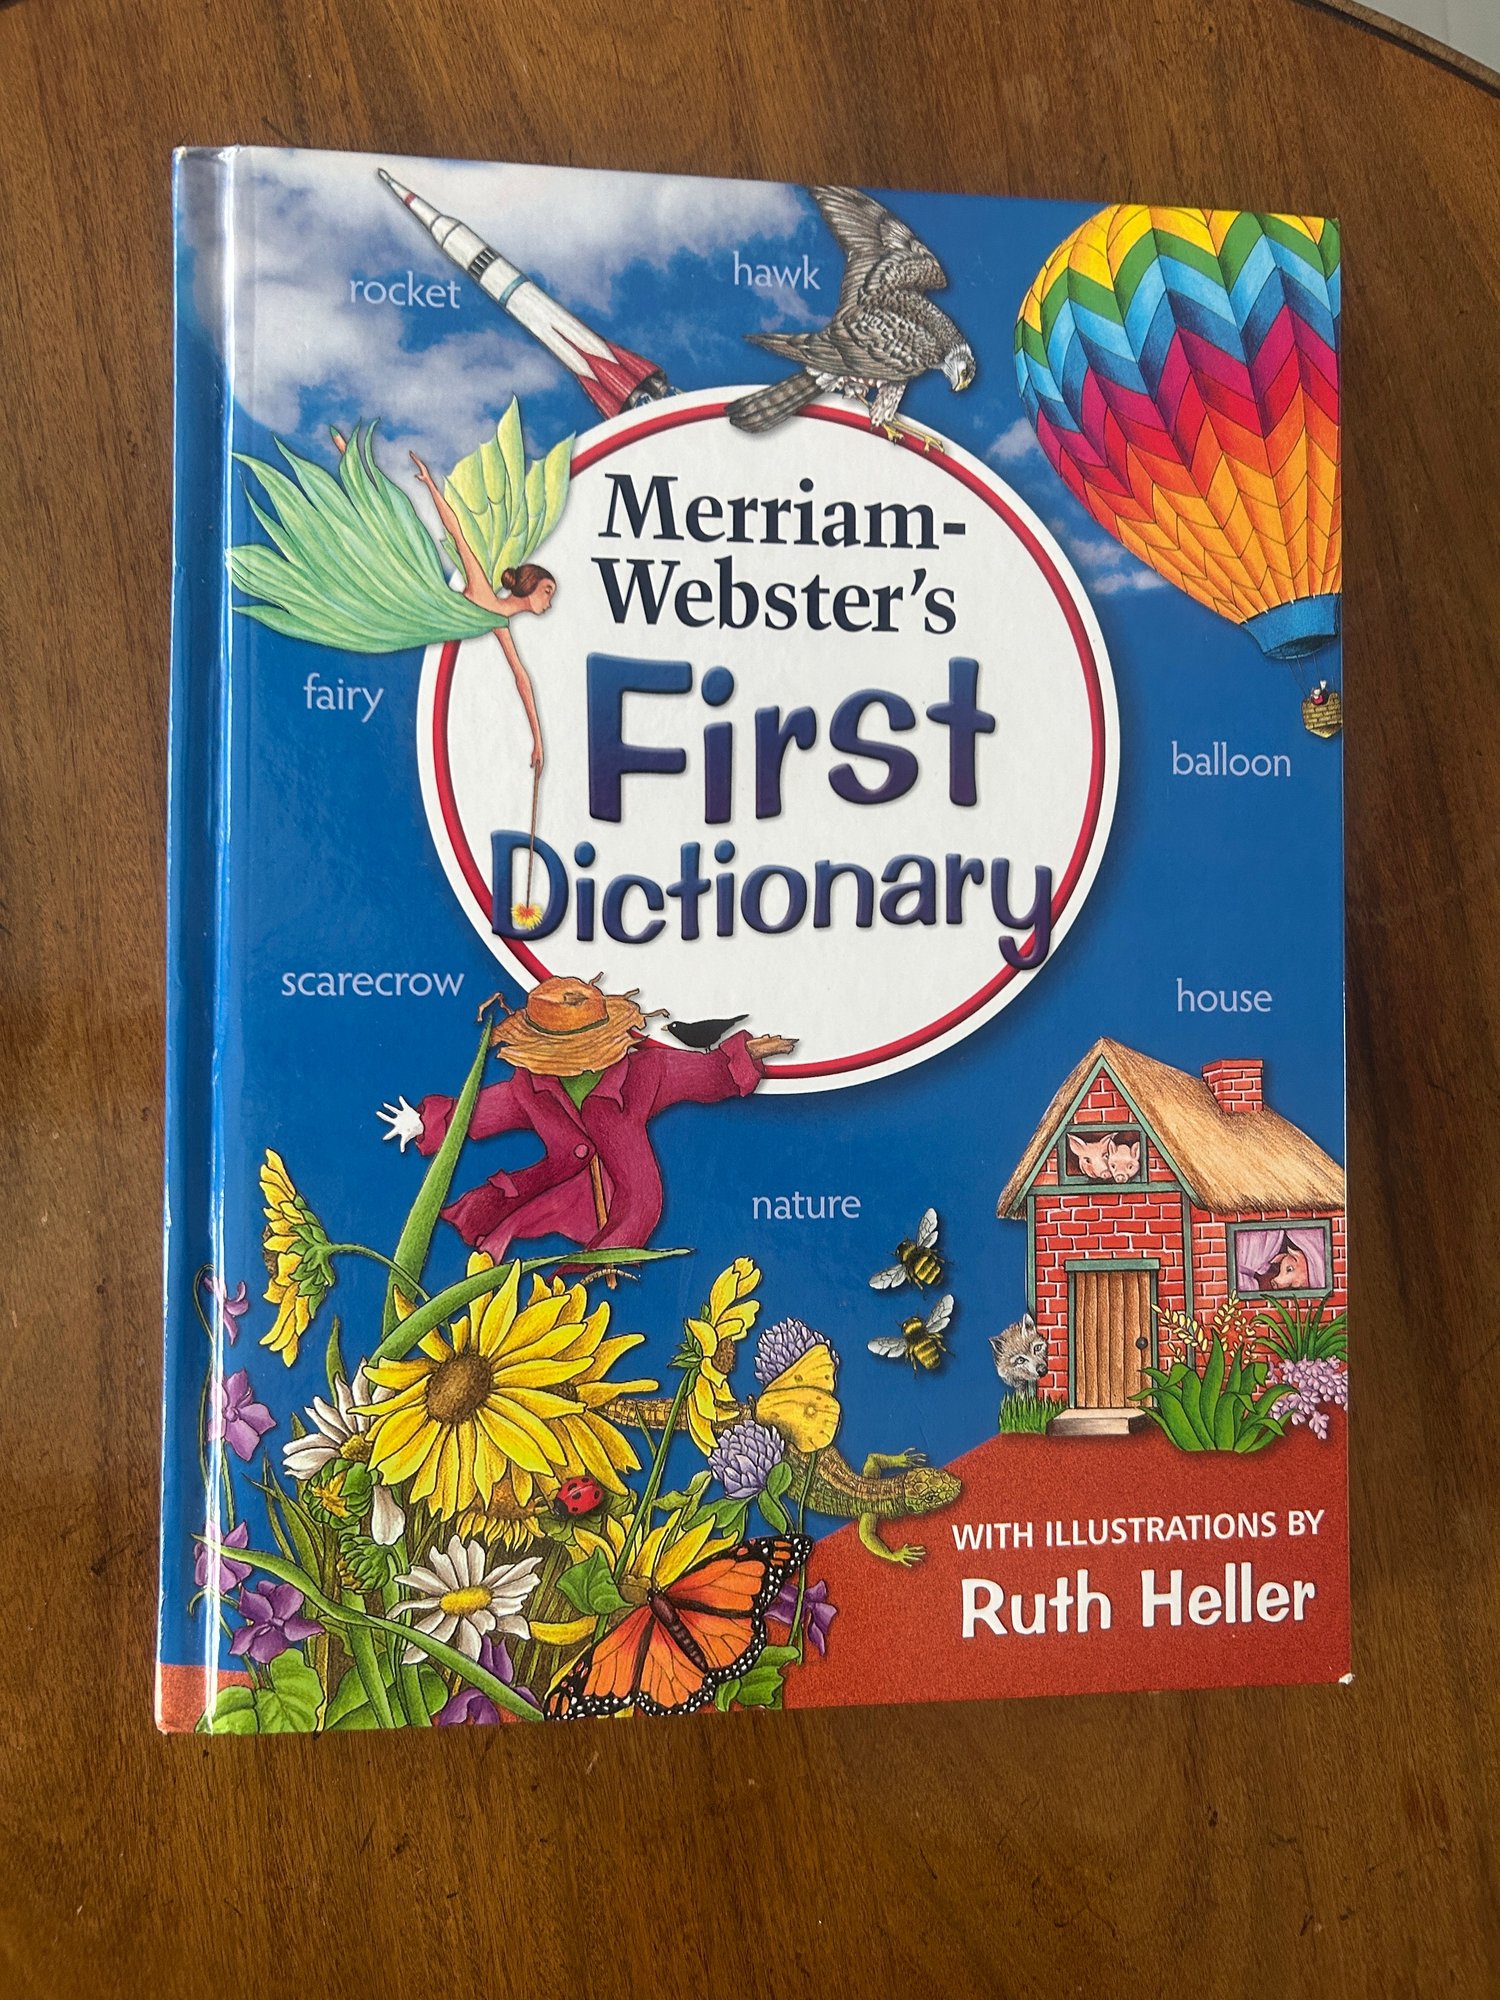 rocket
hawk
Merriam-
Webster's
First
Dictionary
fairy
balloon
scarecrow
house
nature
WITH ILLUSTRATIONS BY
Ruth Heller